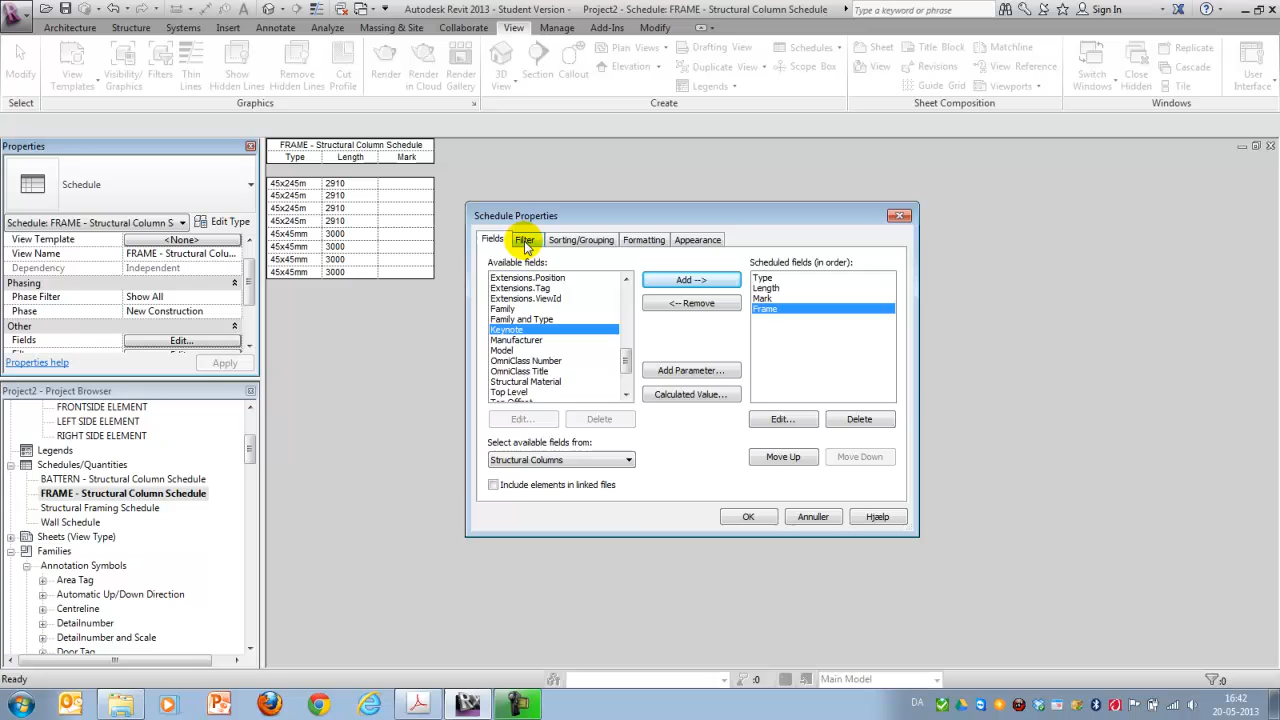 Autodesk Revit 2013 - Student Version - Project2 - Schedule: FRAME - Structural Column Schedule
Type a keyword or phrase
Sign In
Architecture Structure Systems Insert Annotate Analyze Massing & Site Collaborate View Manage Add-Ins Modify
Modify
View Templates
Visibility/ Graphics
Filters
Thin Lines
Show Hidden Lines
Remove Hidden Lines
Cut Profile
Render
Render in Cloud
Render Gallery
3D View
Section
Callout
Plan Views
Elevation
Drafting View
Duplicate View
Legends
Schedules
Scope Box
Sheet
View
Title Block
Revisions
Guide Grid
Matchline
View Reference
Viewports
Switch Windows
Close Hidden
Replicate
Cascade
Tile
User Interface
Select
Graphics
Create
Sheet Composition
Windows
Properties
Schedule
Schedule: FRAME - Structural Column S
Edit Type
View Template <None>
View Name FRAME - Structural Colu...
Dependency Independent
Phasing
Phase Filter Show All
Phase New Construction
Other
Fields Edit...
Properties help
Apply
FRAME - Structural Column Schedule
Type Length Mark
45x245m 2910
45x245m 2910
45x245m 2910
45x245m 2910
45x45mm 3000
45x45mm 3000
45x45mm 3000
45x45mm 3000
Project2 - Project Browser
FRONTSIDE ELEMENT
LEFT SIDE ELEMENT
RIGHT SIDE ELEMENT
Legends
Schedules/Quantities
BATTERN - Structural Column Schedule
FRAME - Structural Column Schedule
Structural Framing Schedule
Wall Schedule
Sheets (View Type)
Families
Annotation Symbols
Area Tag
Automatic Up/Down Direction
Centreline
Detailnumber
Detailnumber and Scale
Door Tag
Schedule Properties
Fields Filter Sorting/Grouping Formatting Appearance
Available fields:
Extensions.Position
Extensions.Tag
Extensions.ViewId
Family
Family and Type
Keynote
Manufacturer
Model
OmniClass Number
OmniClass Title
Structural Material
Top Level
Top Offset
Add -->
<-- Remove
Add Parameter...
Calculated Value...
Scheduled fields (in order):
Type
Length
Mark
Frame
Edit...
Delete
Edit...
Delete
Select available fields from:
Structural Columns
Move Up
Move Down
Include elements in linked files
OK
Annuller
Hjælp
Ready
:0
Main Model
:0
DA
16:42
20-05-2013